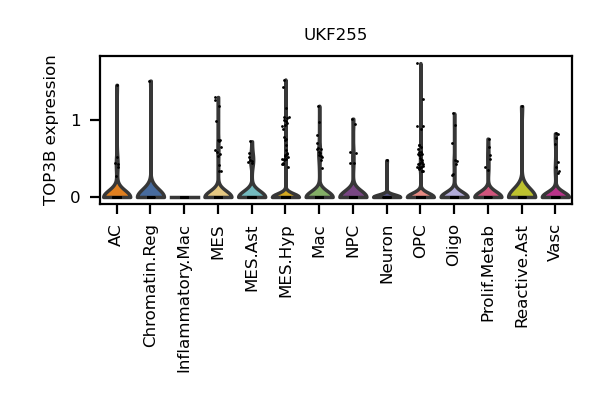 UKF255
TOP3B expression
1
0
AC
Chromatin.Reg
Inflammatory.Mac
MES
MES.Ast
MES.Hyp
Mac
NPC
Neuron
OPC
Oligo
Prolif.Metab
Reactive.Ast
Vasc